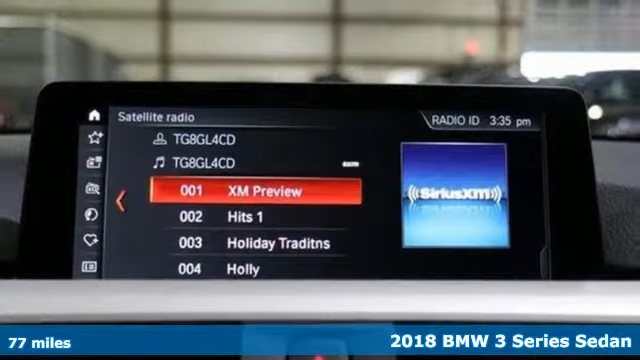 Satellite radio
RADIO ID 3:35 pm
TG8GL4CD
TG8GL4CD
001 XM Preview
002 Hits 1
003 Holiday Traditns
004 Holly
((SiriusXM))
77 miles
2018 BMW 3 Series Sedan